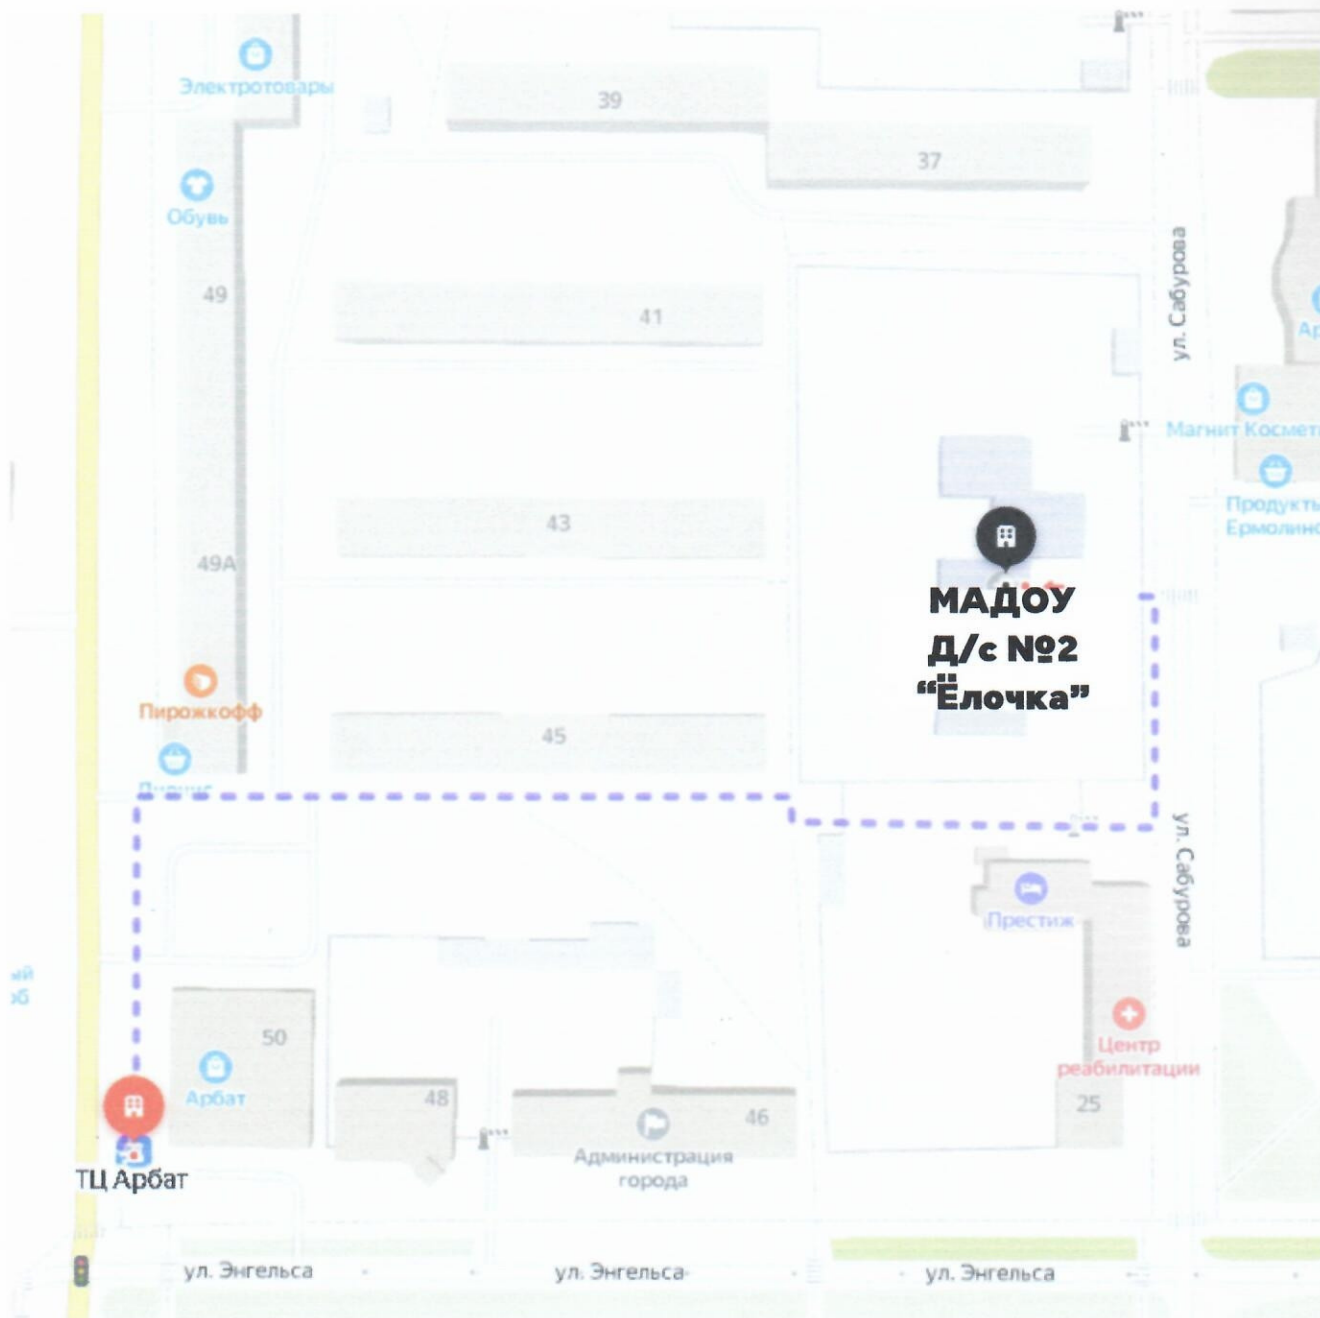 Электротовары
39
37
Обувь
ул. Сабурова
49
41
Магнит Космети
43
Продукты
Ермолино
49А
МАДОУ
Д/с №2
“Ёлочка”
Пирожкофф
45
ул. Сабурова
Престиж
50
Центр
реабилитации
Арбат
48
46
25
Администрация
города
ТЦ Арбат
ул. Энгельса
ул. Энгельса
ул. Энгельса